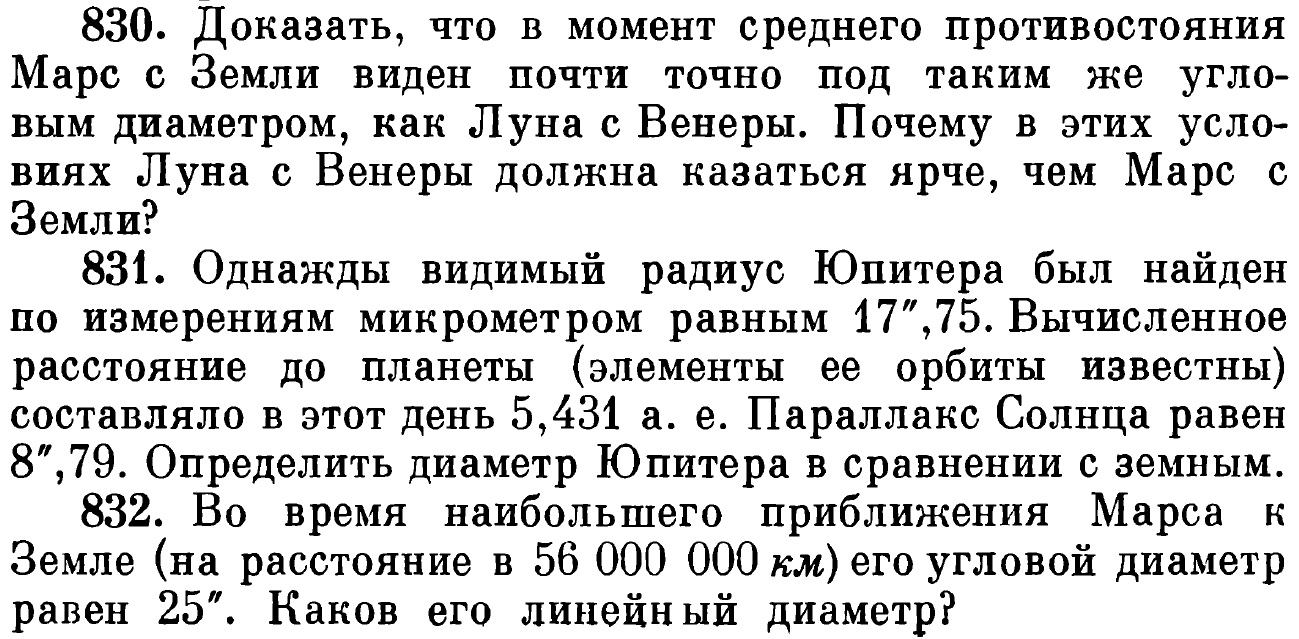 830. Доказать, что в момент среднего противостояния
Марс с Земли виден почти точно под таким же угло-
вым диаметром, как Луна с Венеры. Почему в этих усло-
виях Луна с Венеры должна казаться ярче, чем Марс с
Земли?
831. Однажды видимый радиус Юпитера был найден
по измерениям микрометром равным 17″,75. Вычисленное
расстояние до планеты (элементы ее орбиты известны)
составляло в этот день 5,431 а. е. Параллакс Солнца равен
8″,79. Определить диаметр Юпитера в сравнении с земным.
832. Во время наибольшего приближения Марса к
Земле (на расстояние в 56 000 000 км) его угловой диаметр
равен 25″. Каков его линейный диаметр?